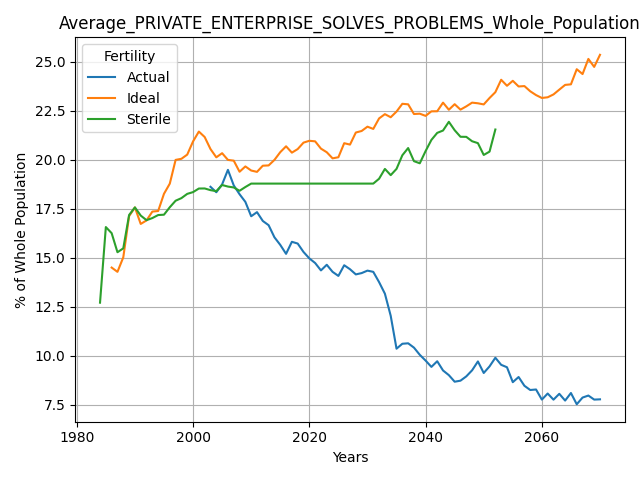 Average_PRIVATE_ENTERPRISE_SOLVES_PROBLEMS_Whole_Population
Fertility
Actual
Ideal
Sterile
% of Whole Population
25.0
22.5
20.0
17.5
15.0
12.5
10.0
7.5
1980 2000 2020 2040 2060
Years